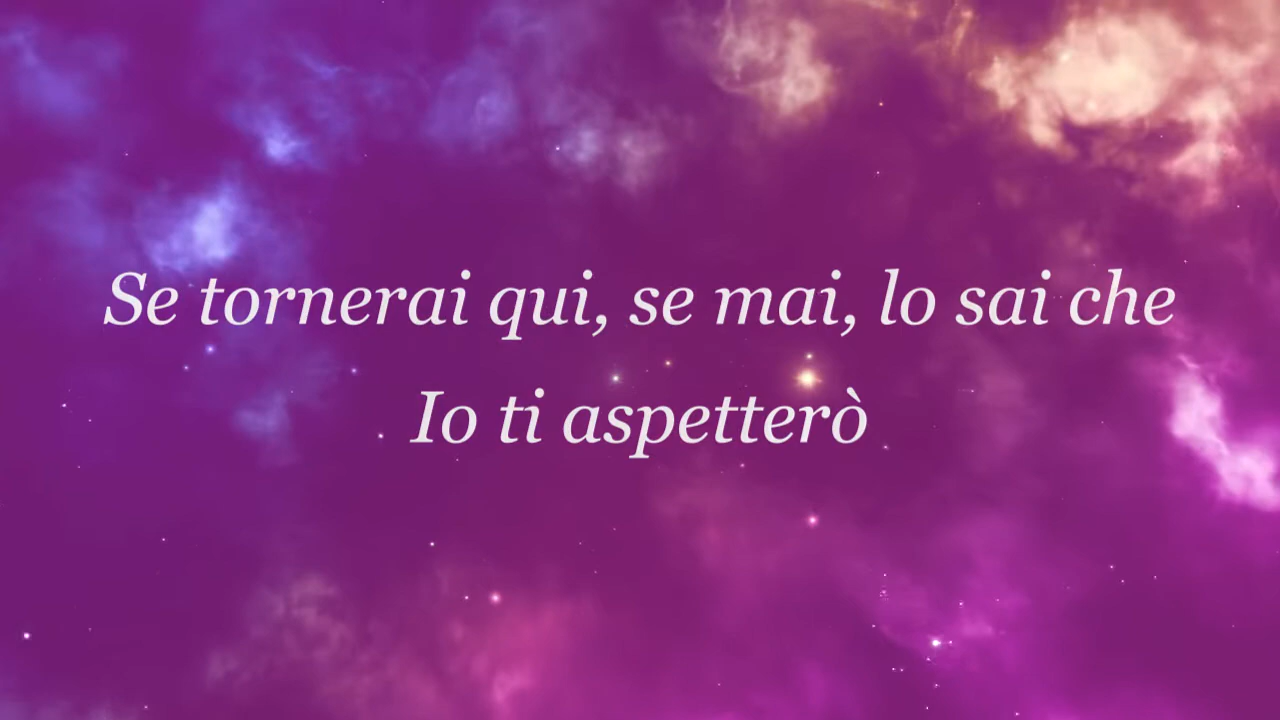 Se tornerai qui, se mai, lo sai che
Io ti aspetterò